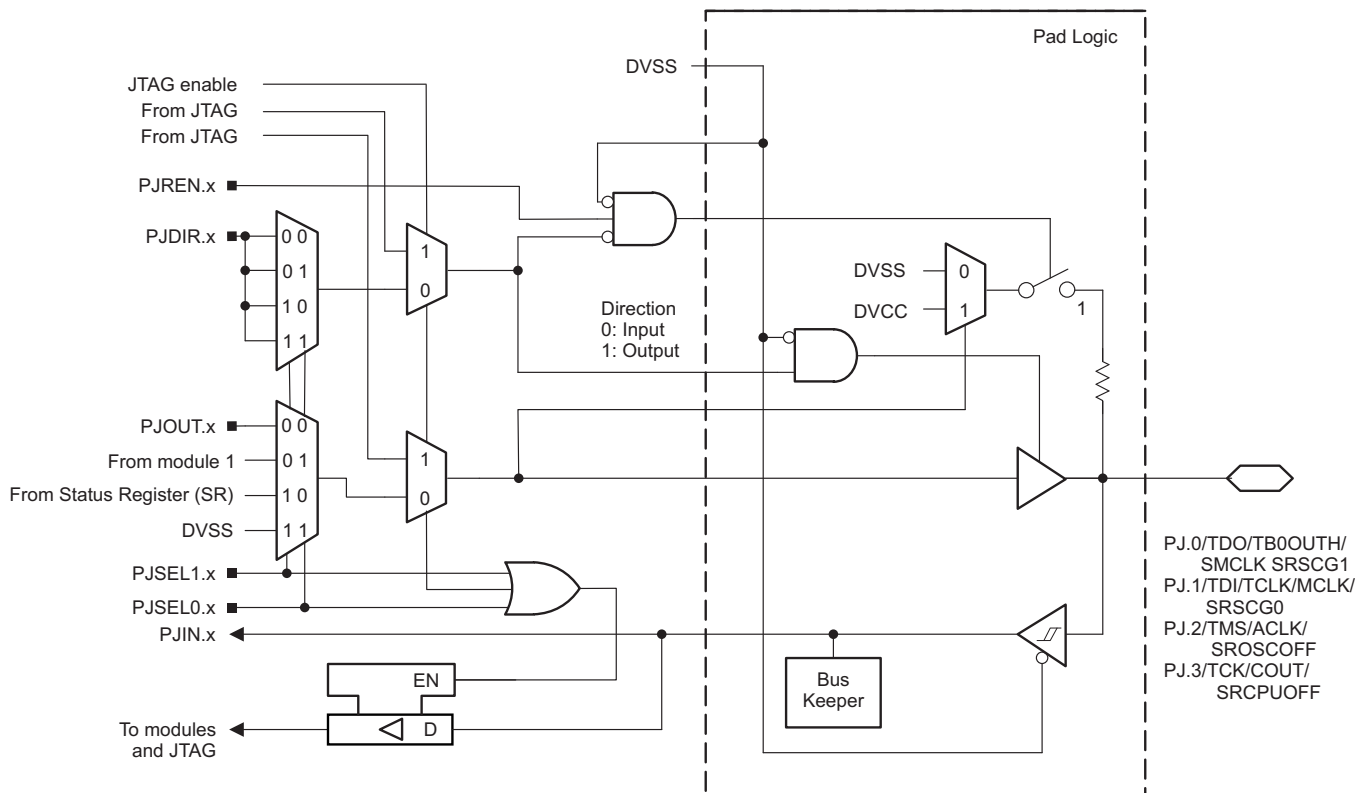 Pad Logic
DVSS
JTAG enable
From JTAG
From JTAG
PJREN.x
PJDIR.x
0 0
0 1
1 0
1 1
1
0
Direction
0: Input
1: Output
DVSS
DVCC
0
1
1
PJOUT.x
From module 1
From Status Register (SR)
DVSS
0 0
0 1
1 0
1 1
1
0
PJSEL1.x
PJSEL0.x
PJIN.x
EN
D
To modules
and JTAG
Bus
Keeper
PJ.0/TDO/TB0OUTH/
SMCLK SRSCG1
PJ.1/TDI/TCLK/MCLK/
SRSCG0
PJ.2/TMS/ACLK/
SROSCOFF
PJ.3/TCK/COUT/
SRCPUOFF